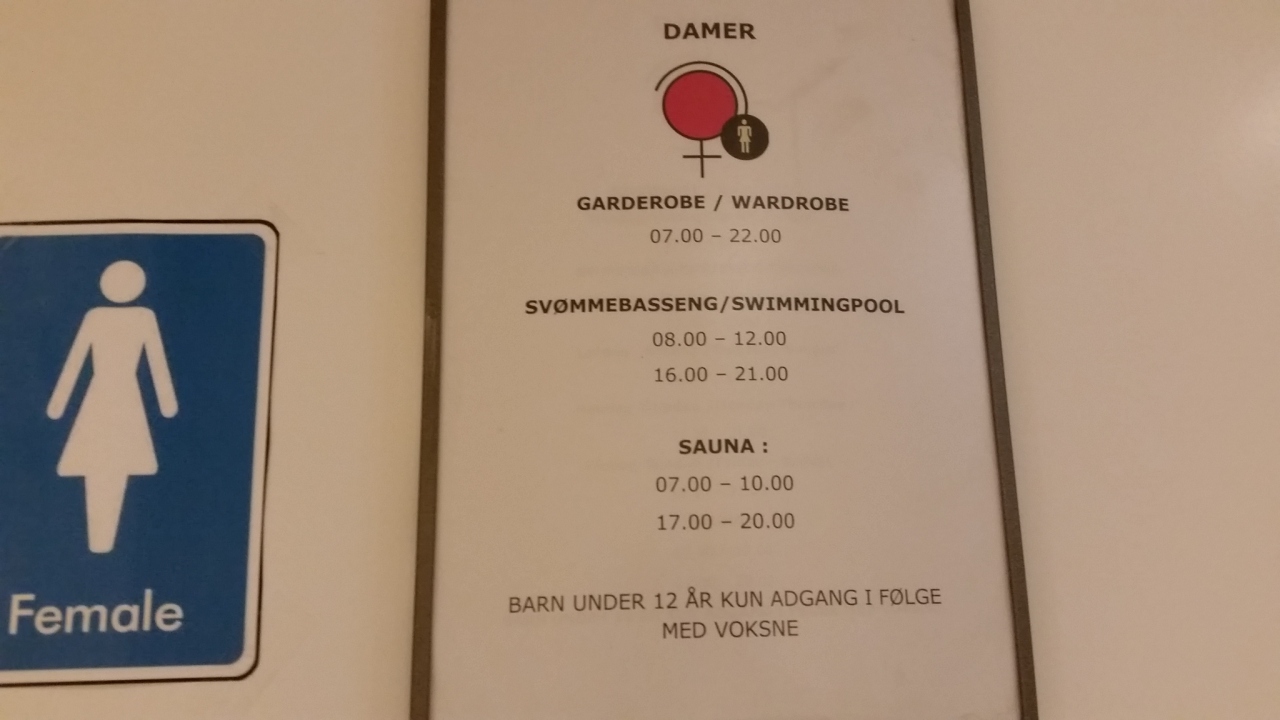 DAMER
GARDEROBE / WARDROBE
07.00 – 22.00
SVØMMEBASSENG/SWIMMINGPOOL
08.00 – 12.00
16.00 – 21.00
SAUNA :
07.00 – 10.00
17.00 – 20.00
BARN UNDER 12 ÅR KUN ADGANG I FØLGE
MED VOKSNE
Female